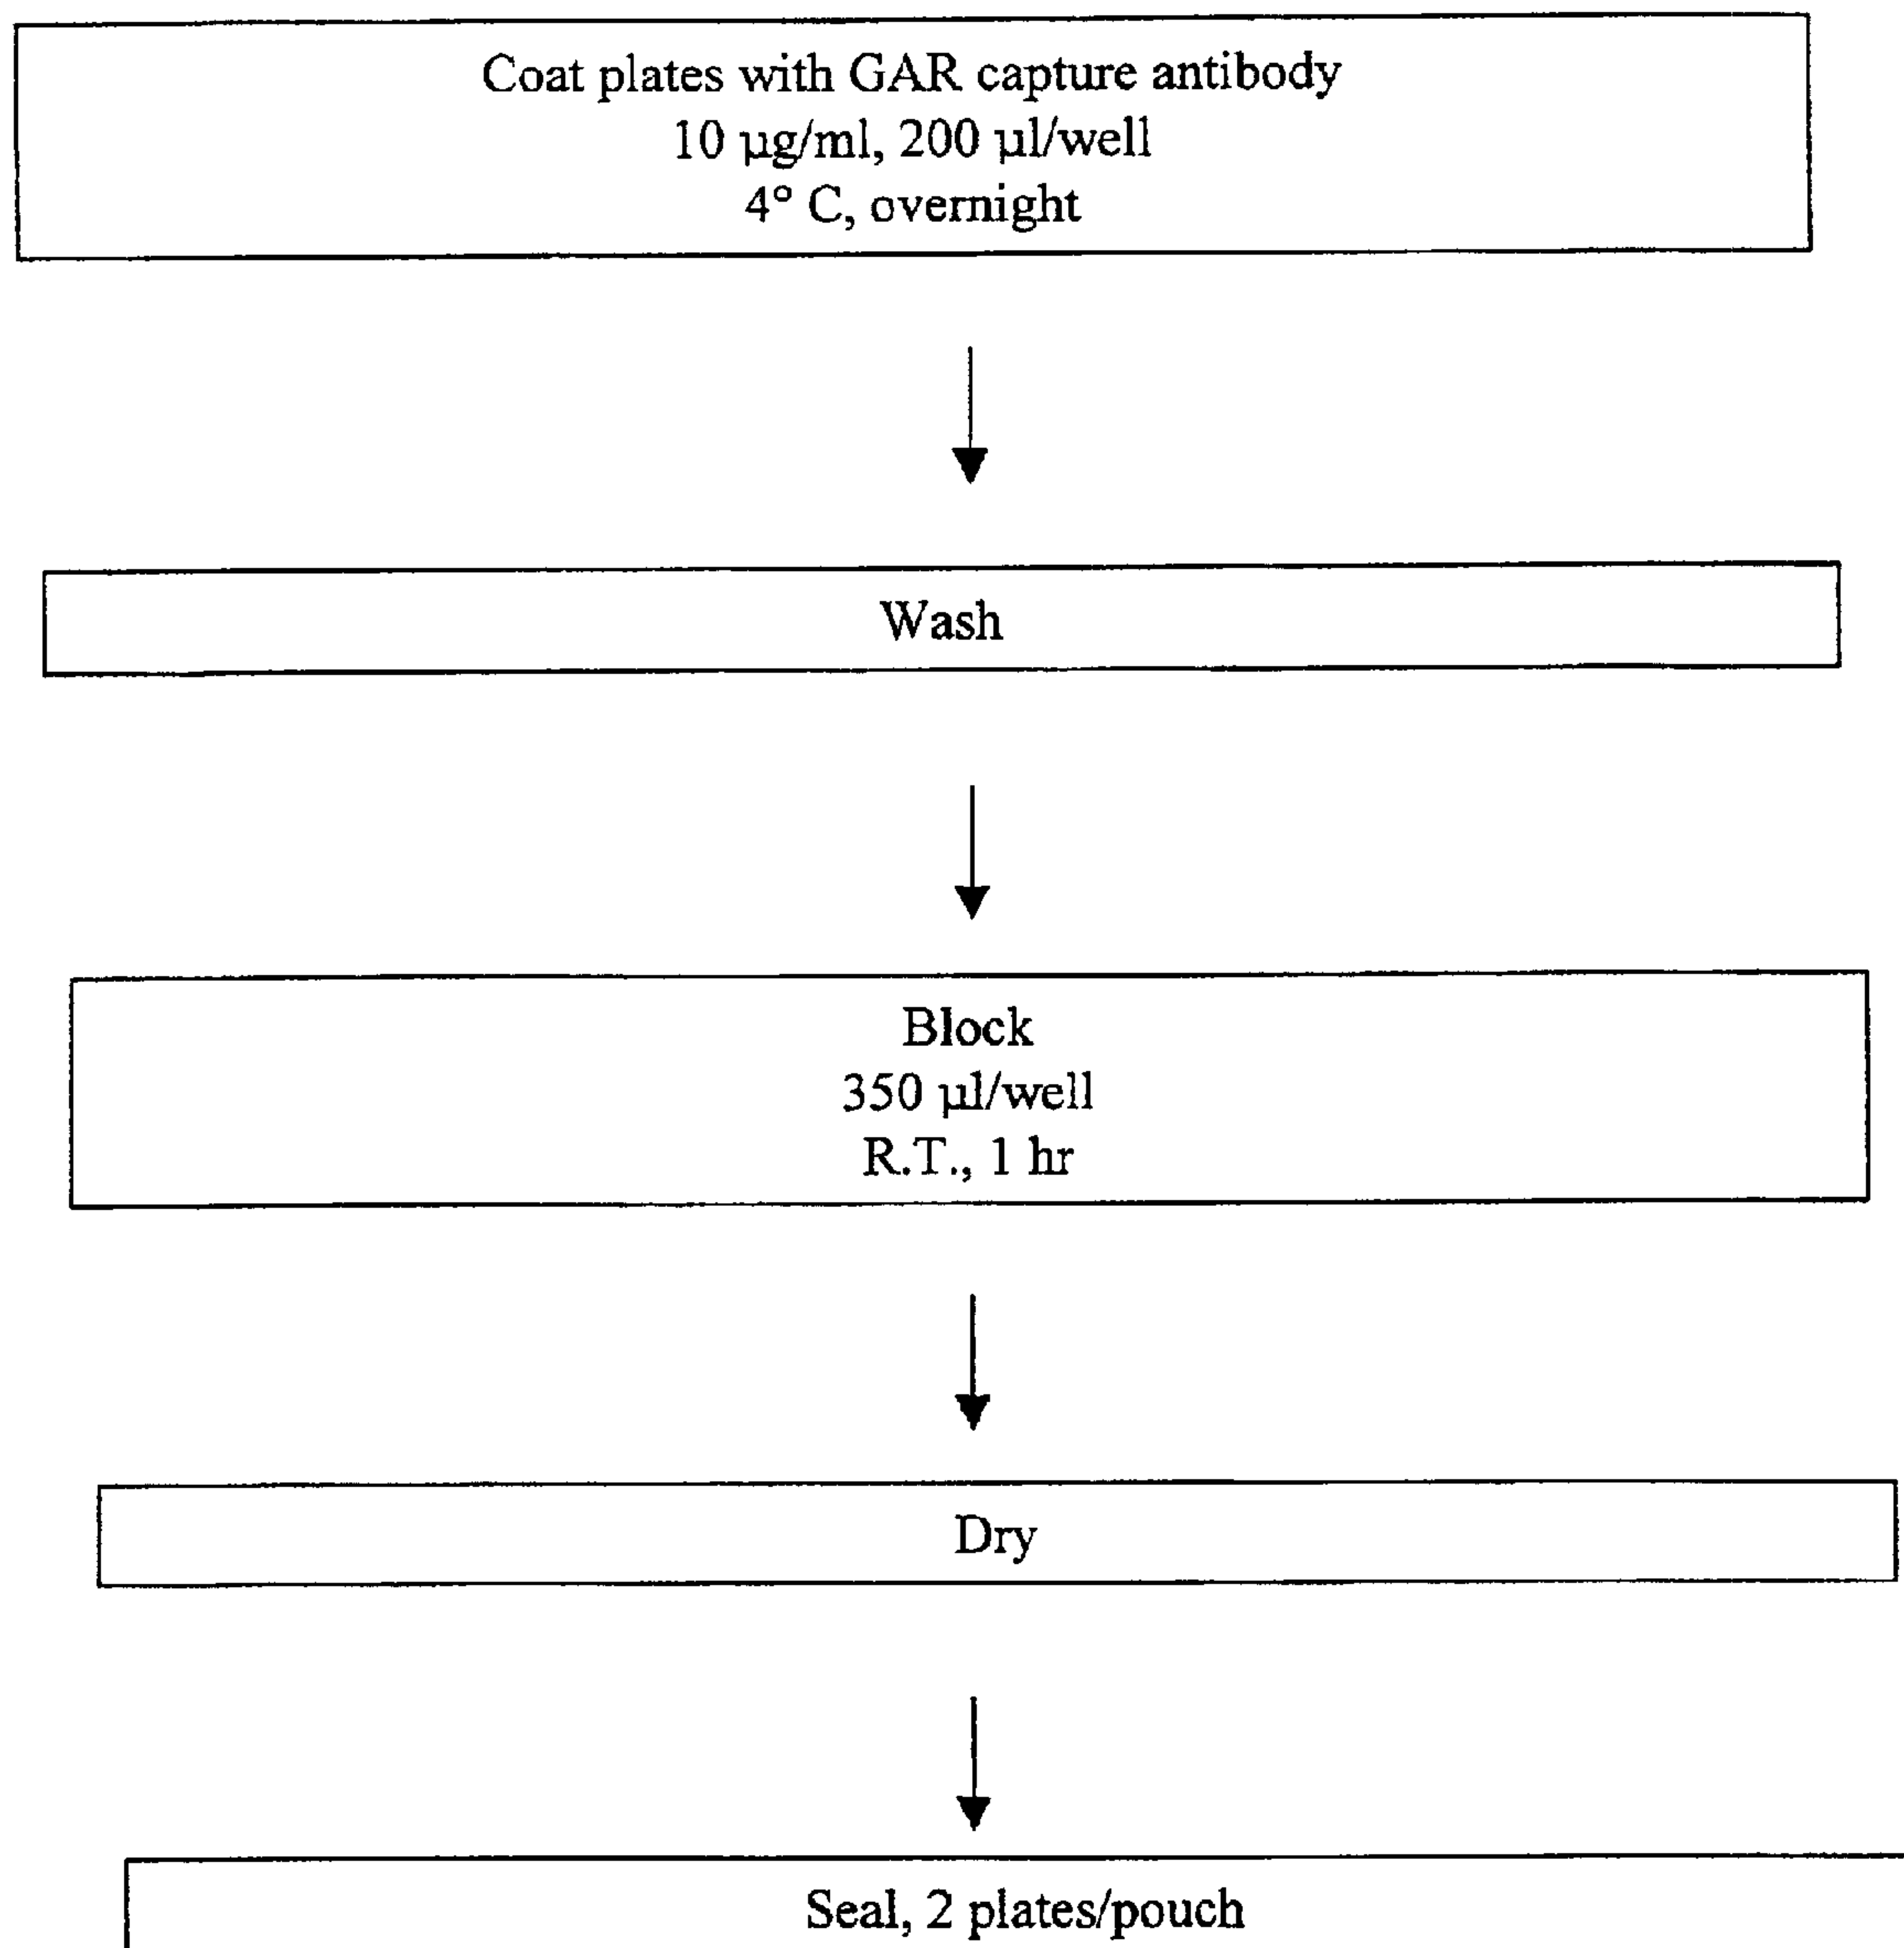 Coat plates with GAR capture antibody
10 µg/ml, 200 µl/well
4° C, overnight
Wash
Block
350 µl/well
R.T., 1 hr
Dry
Seal, 2 plates/pouch